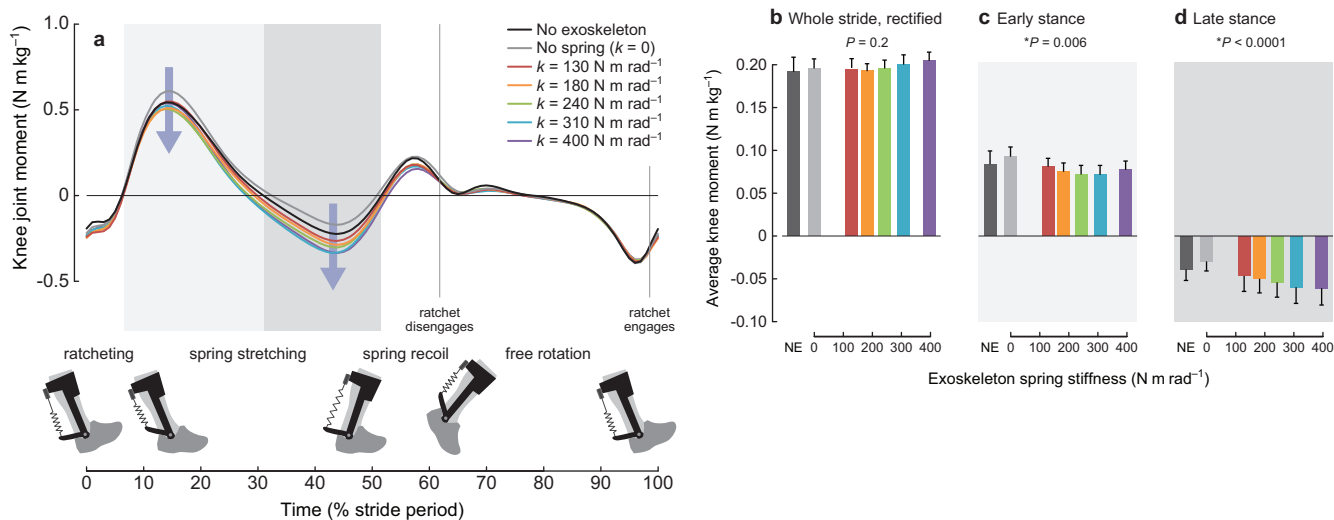 a
Knee joint moment (N m kg⁻¹)
1.0
0.5
0
-0.5
No exoskeleton
No spring (k = 0)
k = 130 N m rad⁻¹
k = 180 N m rad⁻¹
k = 240 N m rad⁻¹
k = 310 N m rad⁻¹
k = 400 N m rad⁻¹
ratchet
disengages
ratchet
engages
ratcheting
spring stretching
spring recoil
free rotation
0 10 20 30 40 50 60 70 80 90 100
Time (% stride period)
b Whole stride, rectified
P = 0.2
c Early stance
*P = 0.006
d Late stance
*P < 0.0001
Average knee moment (N m kg⁻¹)
0.20
0.15
0.10
0.05
0
-0.05
-0.10
NE 0 100 200 300 400
NE 0 100 200 300 400
NE 0 100 200 300 400
Exoskeleton spring stiffness (N m rad⁻¹)